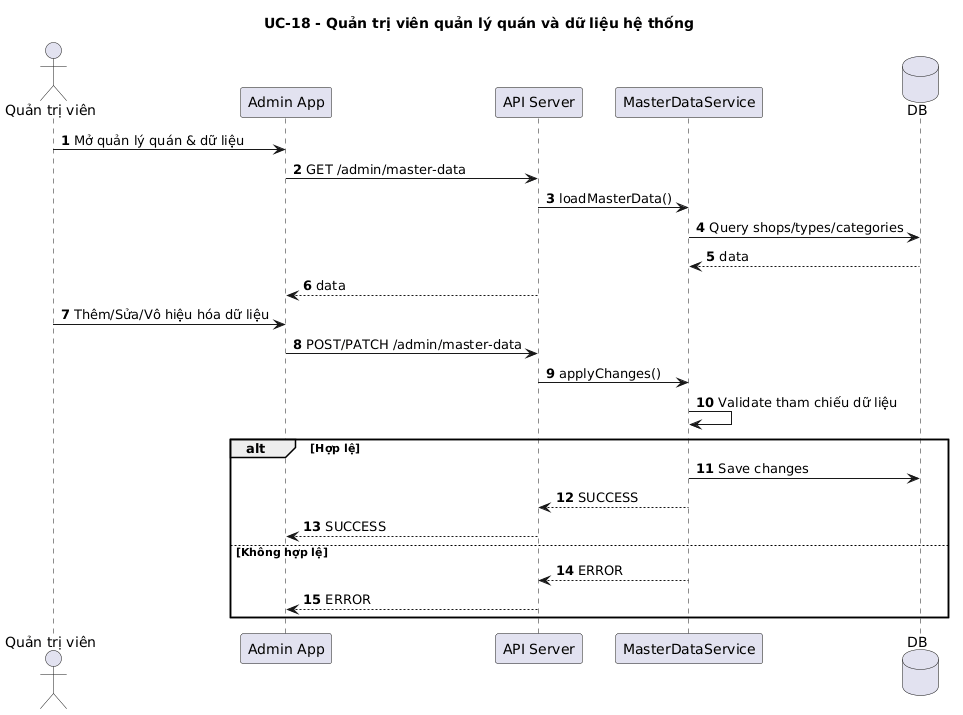 UC-18 - Quản trị viên quản lý quán và dữ liệu hệ thống
Quản trị viên
Admin App
API Server
MasterDataService
DB
1 Mở quản lý quán & dữ liệu
2 GET /admin/master-data
3 loadMasterData()
4 Query shops/types/categories
5 data
6 data
7 Thêm/Sửa/Vô hiệu hóa dữ liệu
8 POST/PATCH /admin/master-data
9 applyChanges()
10 Validate tham chiếu dữ liệu
alt [Hợp lệ]
11 Save changes
12 SUCCESS
13 SUCCESS
[Không hợp lệ]
14 ERROR
15 ERROR
Quản trị viên
Admin App
API Server
MasterDataService
DB